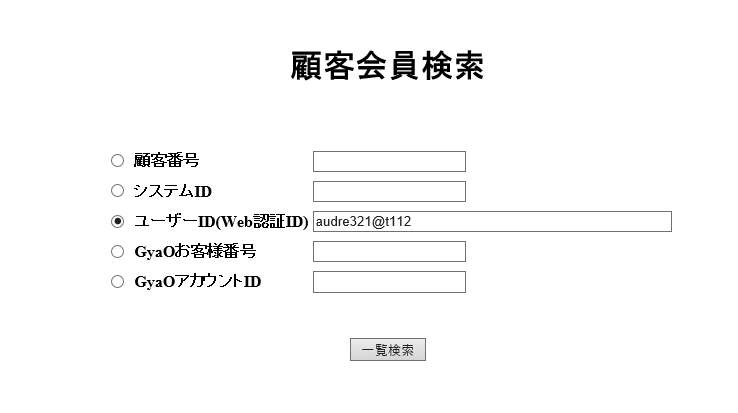 顧客会員検索
顧客番号
システムID
ユーザーID(Web認証ID) audre321@t112
GyaOお客様番号
GyaOアカウントID
一覧検索